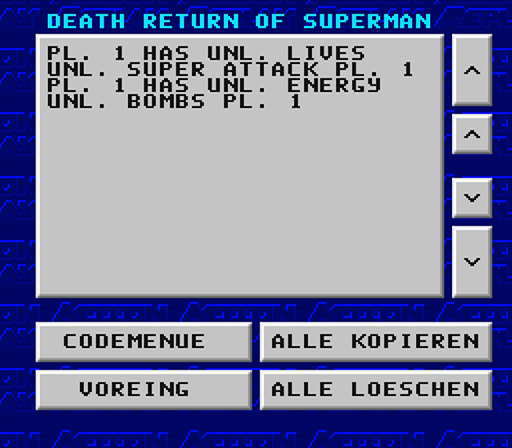 DEATH RETURN OF SUPERMAN
PL. 1 HAS UNL. LIVES
UNL. SUPER ATTACK PL. 1
PL. 1 HAS UNL. ENERGY
UNL. BOMBS PL. 1
CODEMENUE
ALLE KOPIEREN
VOREING
ALLE LOESCHEN